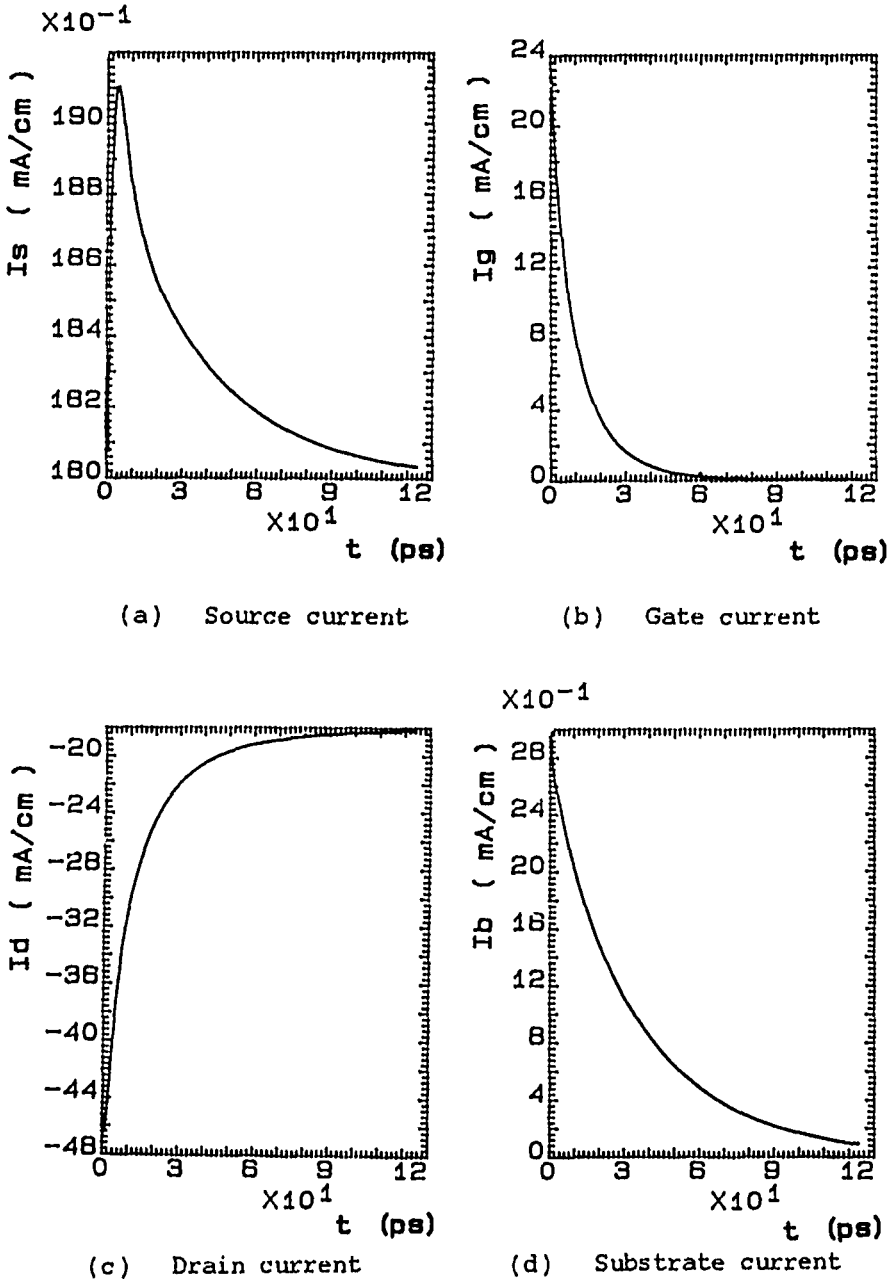 X10⁻¹
Is ( mA/cm )
190
188
186
184
182
180
0 3 6 9 12
X10¹
t (ps)
(a) Source current
Ig ( mA/cm )
24
20
16
12
8
4
0
0 3 6 9 12
X10¹
t (ps)
(b) Gate current
Id ( mA/cm )
-20
-24
-28
-32
-36
-40
-44
-48
0 3 6 9 12
X10¹
t (ps)
(c) Drain current
X10⁻¹
Ib ( mA/cm )
28
24
20
16
12
8
4
0
0 3 6 9 12
X10¹
t (ps)
(d) Substrate current